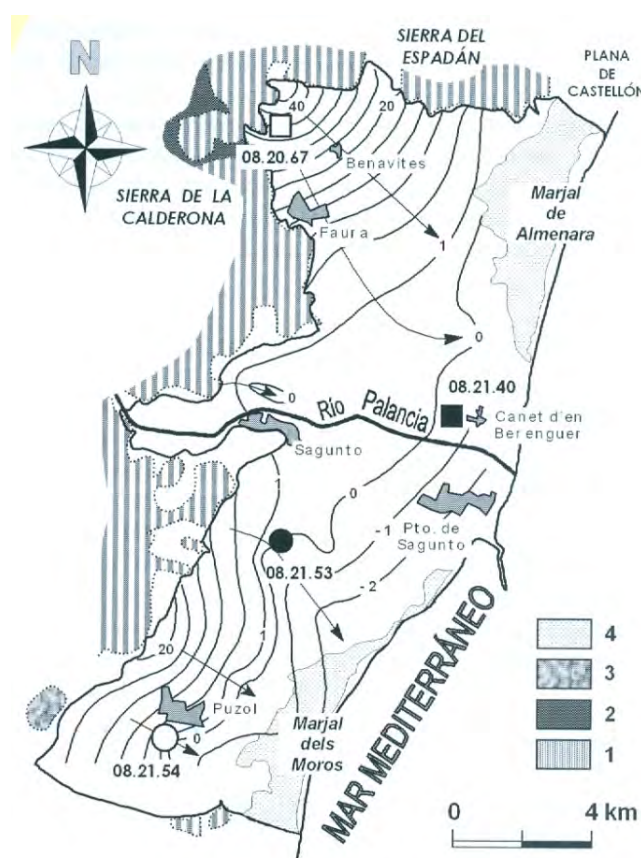 N
SIERRA DEL
ESPADÁN
PLANA
DE
CASTELLÓN
40
20
08.20.67
Benavites
SIERRA DE LA
CALDERONA
Marjal
de
Almenara
Faura
1
0
08.21.40
0
Río Palancia
Canet d'en
Berenguer
Sagunto
1
0
-1
Pto. de
Sagunto
-2
08.21.53
MAR MEDITERRÁNEO
20
1
Puzol
0
Marjal
dels
Moros
08.21.54
4
3
2
1
0
4 km